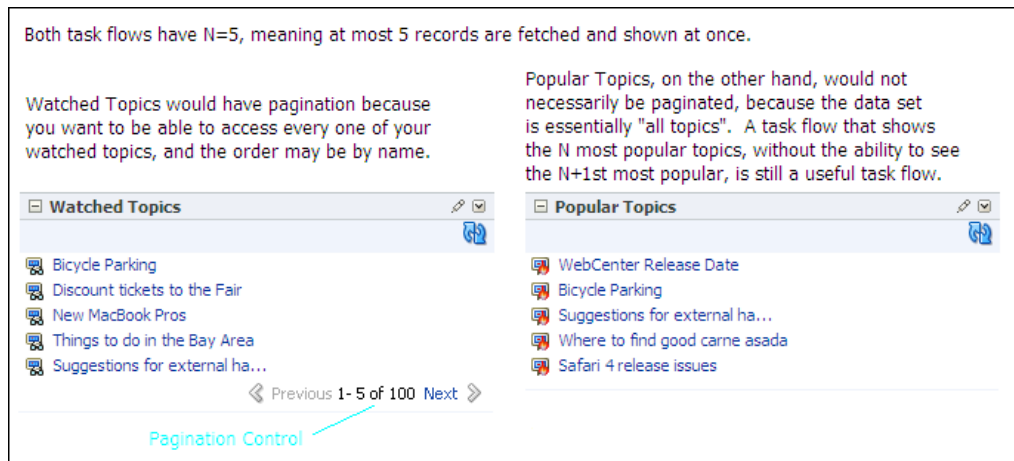 Both task flows have N=5, meaning at most 5 records are fetched and shown at once.
Watched Topics would have pagination because
you want to be able to access every one of your
watched topics, and the order may be by name.
Popular Topics, on the other hand, would not
necessarily be paginated, because the data set
is essentially "all topics".  A task flow that shows
the N most popular topics, without the ability to see
the N+1st most popular, is still a useful task flow.
Watched Topics
Bicycle Parking
Discount tickets to the Fair
New MacBook Pros
Things to do in the Bay Area
Suggestions for external ha...
Previous 1- 5 of 100 Next
Pagination Control
Popular Topics
WebCenter Release Date
Bicycle Parking
Suggestions for external ha...
Where to find good carne asada
Safari 4 release issues